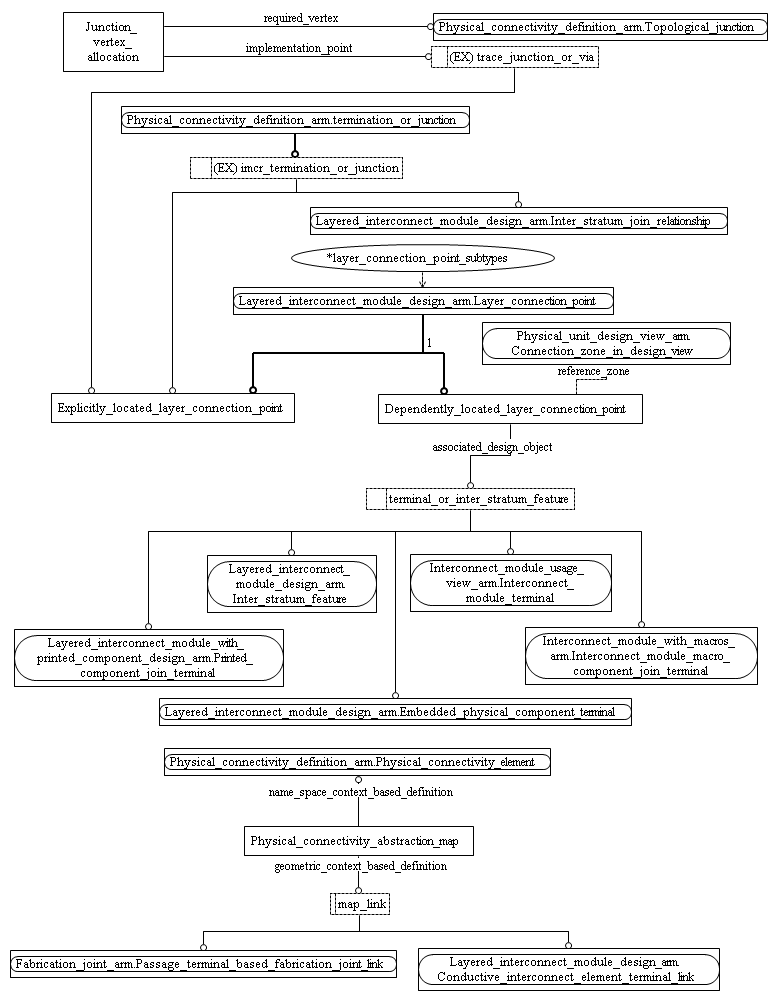 Junction_
vertex_
allocation
required_vertex
Physical_connectivity_definition_arm.Topological_junction
implementation_point
(EX) trace_junction_or_via
Physical_connectivity_definition_arm.termination_or_junction
(EX) imcr_termination_or_junction
Layered_interconnect_module_design_arm.Inter_stratum_join_relationship
*layer_connection_point_subtypes
Layered_interconnect_module_design_arm.Layer_connection_point
1
Physical_unit_design_view_arm.
Connection_zone_in_design_view
reference_zone
Explicitly_located_layer_connection_point
Dependently_located_layer_connection_point
associated_design_object
terminal_or_inter_stratum_feature
Layered_interconnect_
module_design_arm.
Inter_stratum_feature
Interconnect_module_usage_
view_arm.Interconnect_
module_terminal
Layered_interconnect_module_with_
printed_component_design_arm.Printed_
component_join_terminal
Interconnect_module_with_macros_
arm.Interconnect_module_macro_
component_join_terminal
Layered_interconnect_module_design_arm.Embedded_physical_component_terminal
Physical_connectivity_definition_arm.Physical_connectivity_element
name_space_context_based_definition
Physical_connectivity_abstraction_map
geometric_context_based_definition
map_link
Fabrication_joint_arm.Passage_terminal_based_fabrication_joint_link
Layered_interconnect_module_design_arm.
Conductive_interconnect_element_terminal_link